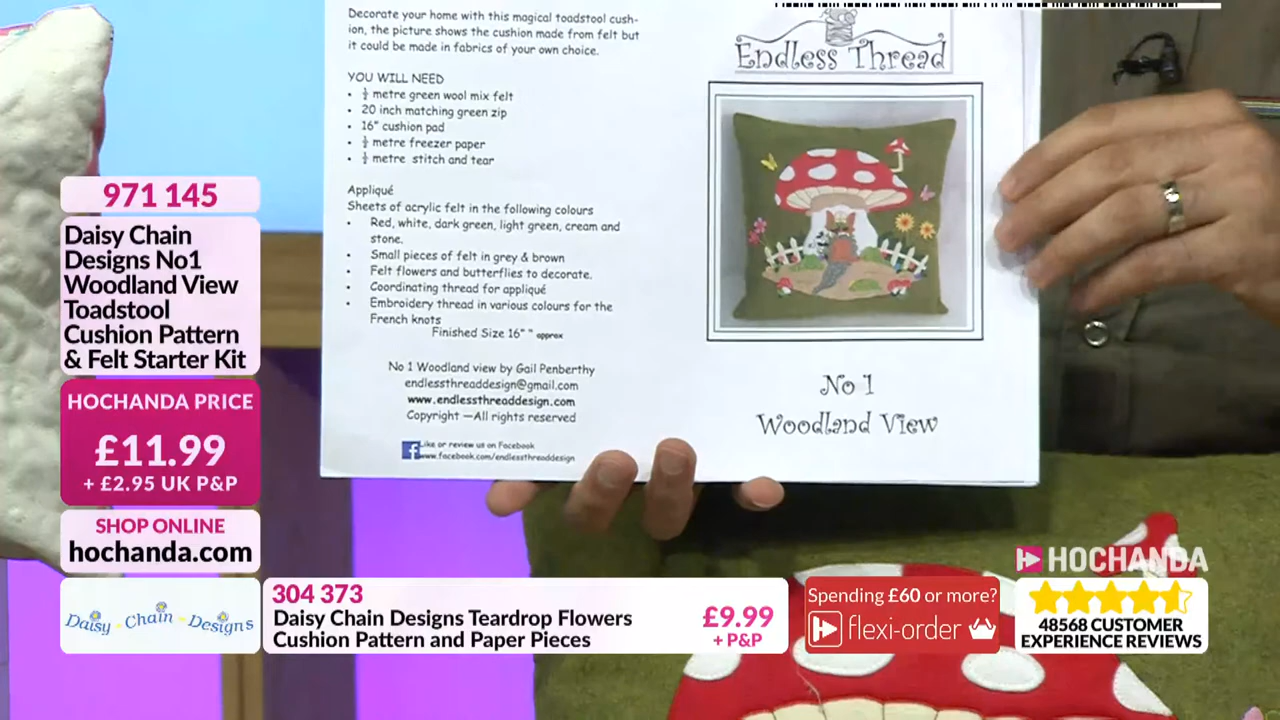 Decorate your home with this magical toadstool cush-
ion, the picture shows the cushion made from felt but
it could be made in fabrics of your own choice.
YOU WILL NEED
• ½ metre green wool mix felt
• 20 inch matching green zip
• 16" cushion pad
• ½ metre freezer paper
• ½ metre stitch and tear
Appliqué
Sheets of acrylic felt in the following colours
• Red, white, dark green, light green, cream and
stone.
• Small pieces of felt in grey & brown
• Felt flowers and butterflies to decorate.
• Coordinating thread for appliqué
• Embroidery thread in various colours for the
French knots
Finished Size 16" " approx
No 1 Woodland view by Gail Penberthy
endlessthreaddesign@gmail.com
www.endlessthreaddesign.com
Copyright —All rights reserved
Like or review us on Facebook
www.facebook.com/endlessthreaddesign
Endless Thread
No 1
Woodland View
971 145
Daisy Chain
Designs No1
Woodland View
Toadstool
Cushion Pattern
& Felt Starter Kit
HOCHANDA PRICE
£11.99
+ £2.95 UK P&P
SHOP ONLINE
hochanda.com
Daisy Chain Designs
304 373
Daisy Chain Designs Teardrop Flowers
Cushion Pattern and Paper Pieces
£9.99
+ P&P
Spending £60 or more?
flexi-order
HOCHANDA
48568 CUSTOMER
EXPERIENCE REVIEWS